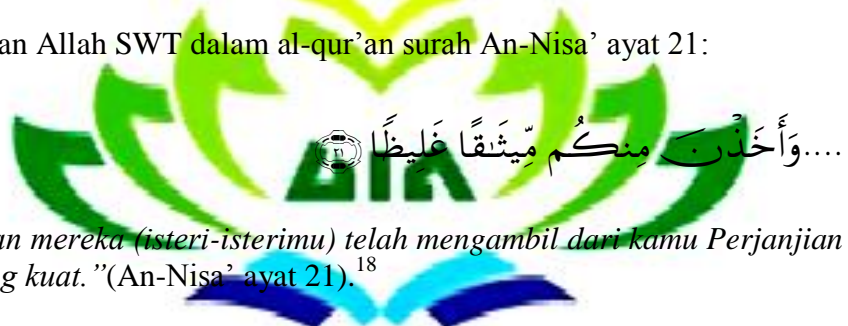 an Allah SWT dalam al-qur’an surah An-Nisa’ ayat 21:
....وَأَخَذْنَ مِنكُم مِّيثَٰقًا غَلِيظًا ۝٢١
an mereka (isteri-isterimu) telah mengambil dari kamu Perjanjian
g kuat.”(An-Nisa’ ayat 21).18